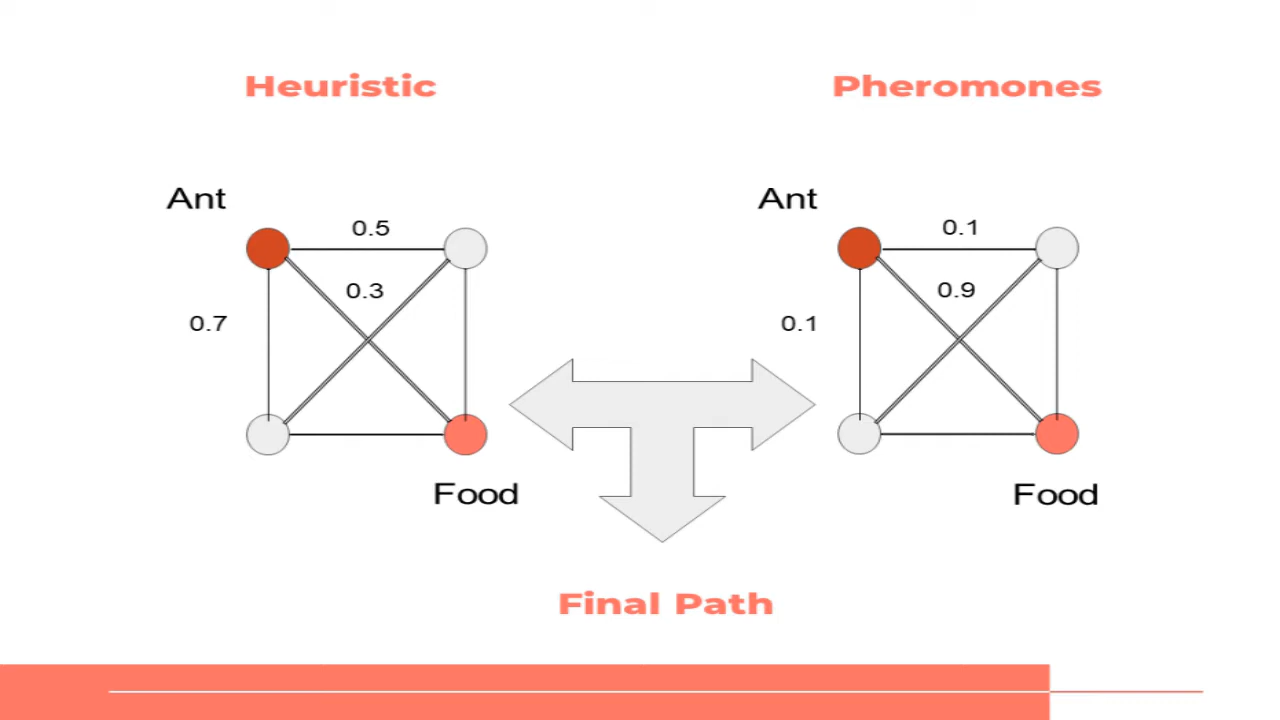 Heuristic
Pheromones
Ant
0.5
0.3
0.7
Food
Ant
0.1
0.9
0.1
Food
Final Path